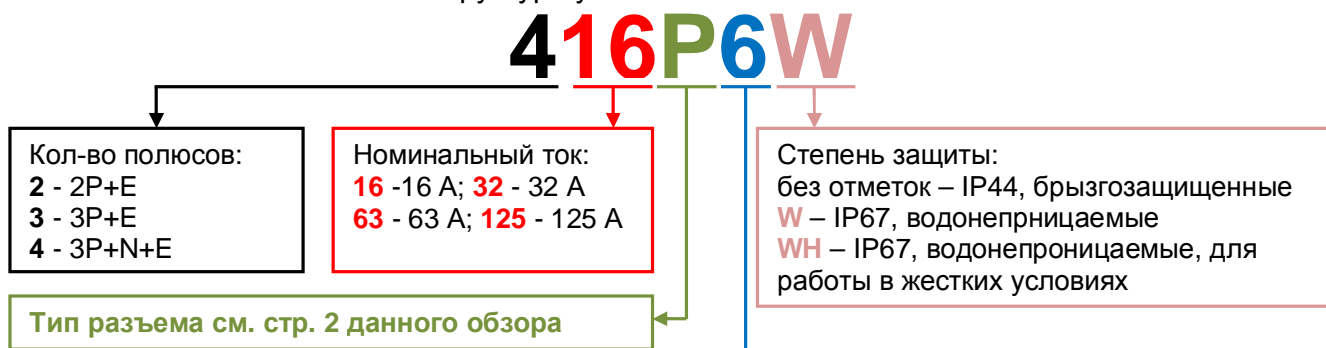 416P6W
Кол-во полюсов:
2 - 2P+E
3 - 3P+E
4 - 3P+N+E
Номинальный ток:
16 -16 А; 32 - 32 А
63 - 63 А; 125 - 125 А
Степень защиты:
без отметок – IP44, брызгозащищенные
W – IP67, водонепрницаемые
WH – IP67, водонепроницаемые, для
работы в жестких условиях
Тип разъема см. стр. 2 данного обзора